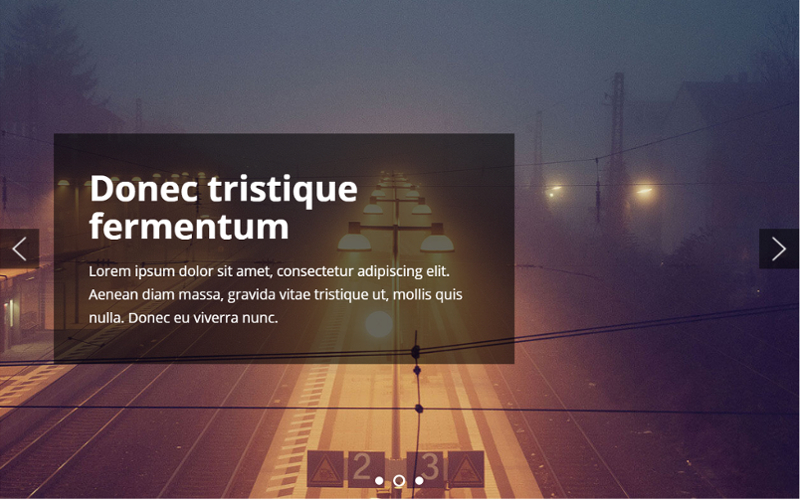 Donec tristique
fermentum
Lorem ipsum dolor sit amet, consectetur adipiscing elit.
Aenean diam massa, gravida vitae tristique ut, mollis quis
nulla. Donec eu viverra nunc.
2 3